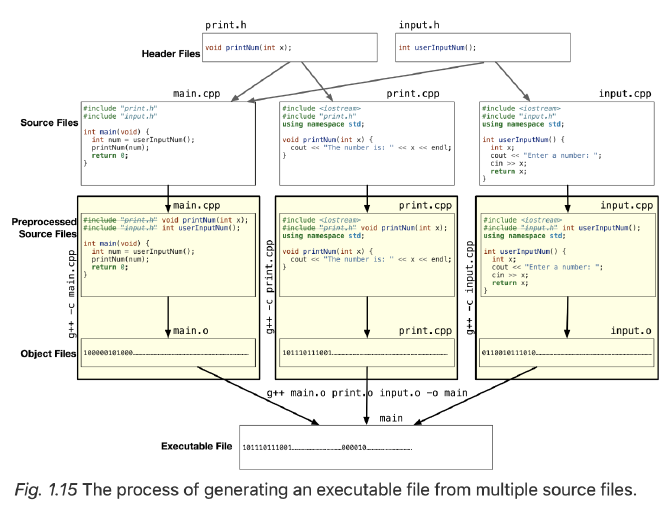 print.h
input.h
Header Files
void printNum(int x);
int userInputNum();
main.cpp
print.cpp
input.cpp
Source Files
#include "print.h"
#include "input.h"
int main(void) {
int num = userInputNum();
printNum(num);
return 0;
}
#include <iostream>
#include "print.h"
using namespace std;
void printNum(int x) {
cout << "The number is: " << x << endl;
}
#include <iostream>
#include "input.h"
using namespace std;
int userInputNum() {
int x;
cout << "Enter a number: ";
cin >> x;
return x;
}
main.cpp
print.cpp
input.cpp
Preprocessed
Source Files
#include "print.h" void printNum(int x);
#include "input.h" int userInputNum();
int main(void) {
int num = userInputNum();
printNum(num);
return 0;
}
#include <iostream>
#include "print.h" void printNum(int x);
using namespace std;
void printNum(int x) {
cout << "The number is: " << x << endl;
}
#include <iostream>
#include "input.h" int userInputNum();
using namespace std;
int userInputNum() {
int x;
cout << "Enter a number: ";
cin >> x;
return x;
}
g++ -c main.cpp
g++ -c print.cpp
g++ -c input.cpp
main.o
print.cpp
input.o
Object Files
100000101000
101110111001
0110010111010
g++ main.o print.o input.o -o main
main
Executable File
101110111001 000010
Fig. 1.15 The process of generating an executable file from multiple source files.